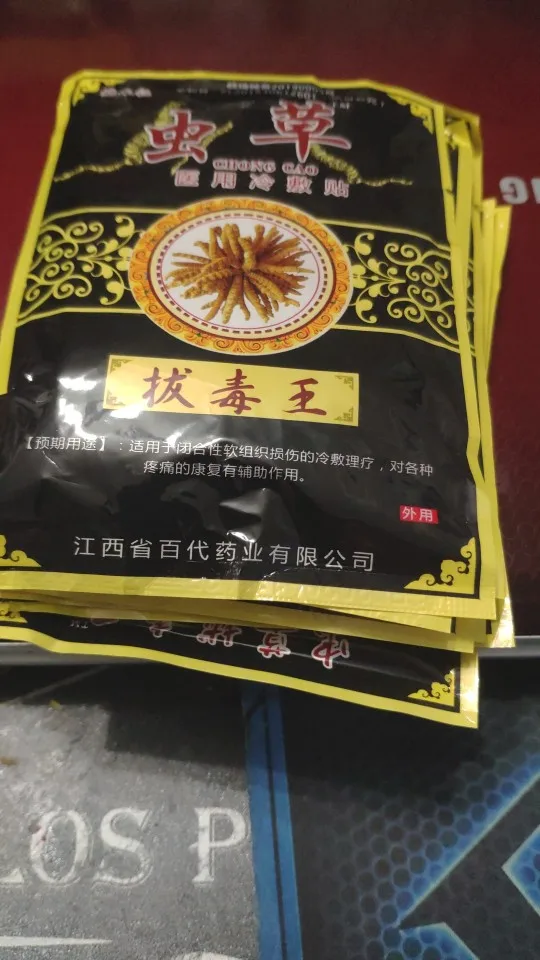 虫草
CHONG CAO
医用冷敷贴
拔毒王
【预期用途】：适用于闭合性软组织损伤的冷敷理疗，对各种
疼痛的康复有辅助作用。
外用
江西省百代药业有限公司
LOS P